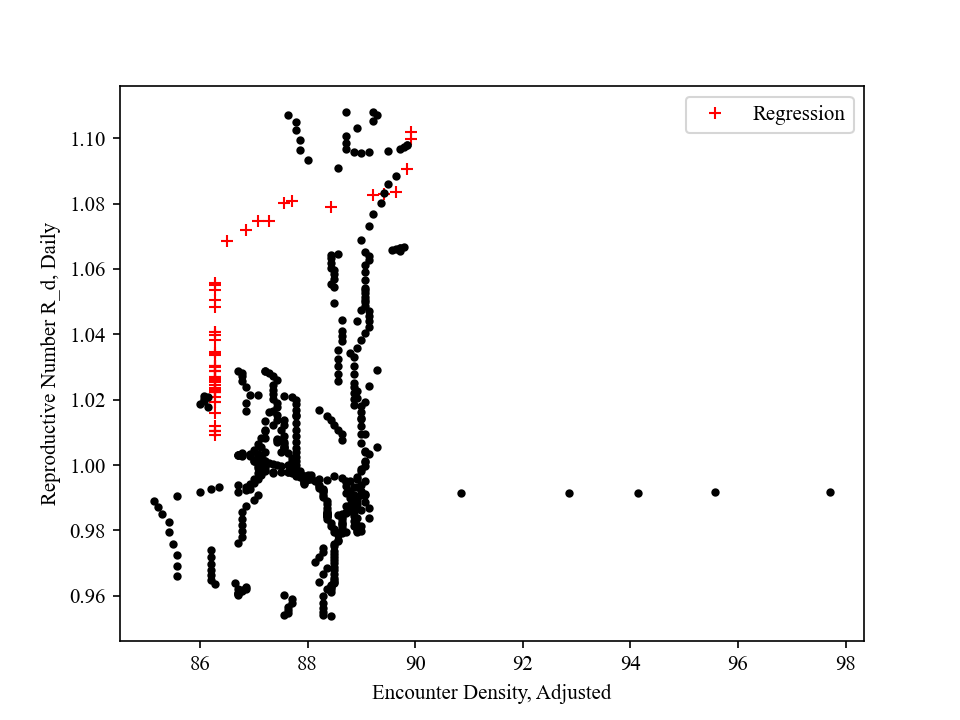 Regression
1.10
1.08
1.06
1.04
1.02
1.00
0.98
0.96
Reproductive Number R_d, Daily
86 88 90 92 94 96 98
Encounter Density, Adjusted